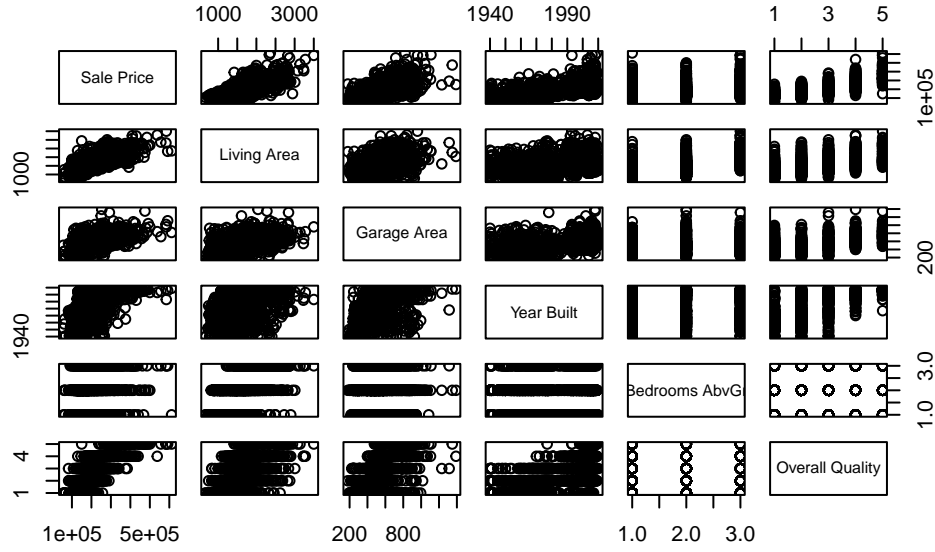 1000 3000 1940 1990 1 3 5
Sale Price
1e+05
1000
Living Area
Garage Area
200
1940
Year Built
Bedrooms AbvGr
1.0 3.0
1 4
Overall Quality
1e+05 5e+05 200 800 1.0 2.0 3.0